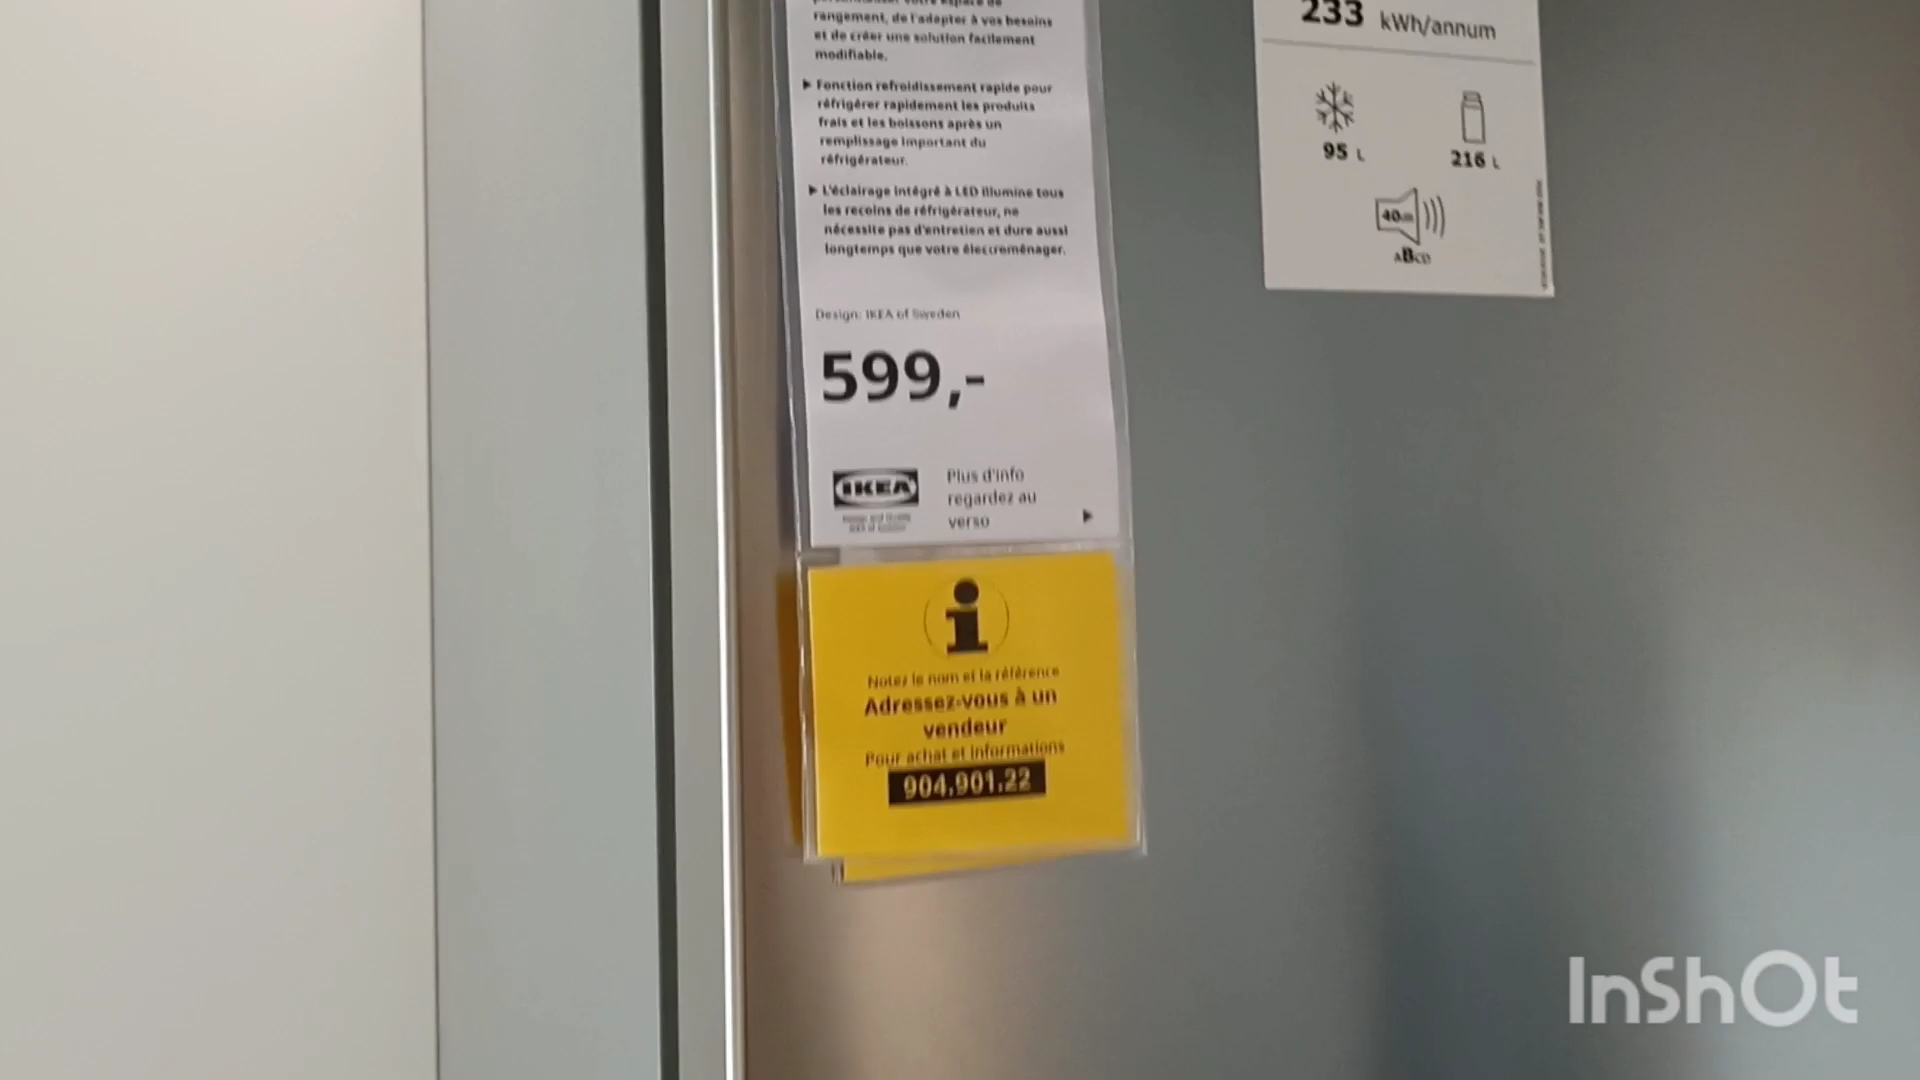 rangement, de l'adapter à vos besoins
et de créer une solution facilement
modifiable.
▶ Fonction refroidissement rapide pour
réfrigérer rapidement les produits
frais et les boissons après un
remplissage important du
réfrigérateur.
▶ L'éclairage intégré à LED illumine tous
les recoins de réfrigérateur, ne
nécessite pas d'entretien et dure aussi
longtemps que votre électroménager.
Design: IKEA of Sweden
599,-
IKEA
Plus d'info
regardez au
verso
i
Notez le nom et la référence
Adressez-vous à un
vendeur
Pour achat et informations
904.901.22
233 kWh/annum
95 L
216 L
40dB
ABCD
InShOt